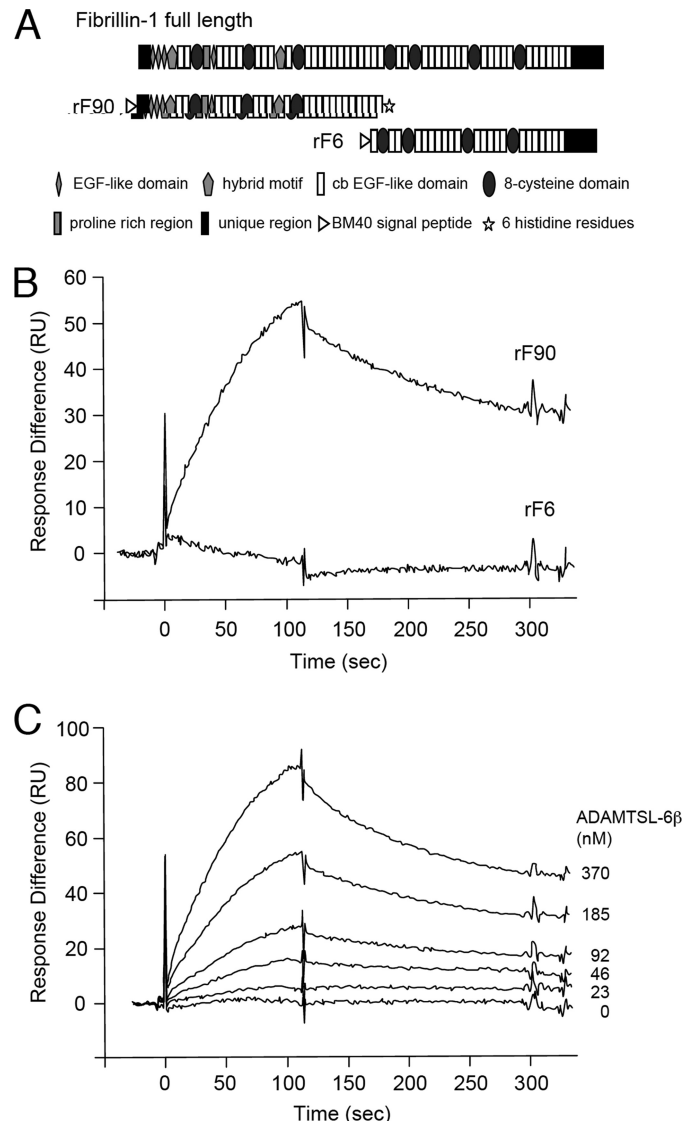 A
Fibrillin-1 full length
rF90
rF6
EGF-like domain hybrid motif cb EGF-like domain 8-cysteine domain
proline rich region unique region BM40 signal peptide 6 histidine residues
B
60
50
40
30
20
10
0
Response Difference (RU)
rF90
rF6
0 50 100 150 200 250 300
Time (sec)
C
100
80
60
40
20
0
Response Difference (RU)
ADAMTSL-6β
(nM)
370
185
92
46
23
0
0 50 100 150 200 250 300
Time (sec)